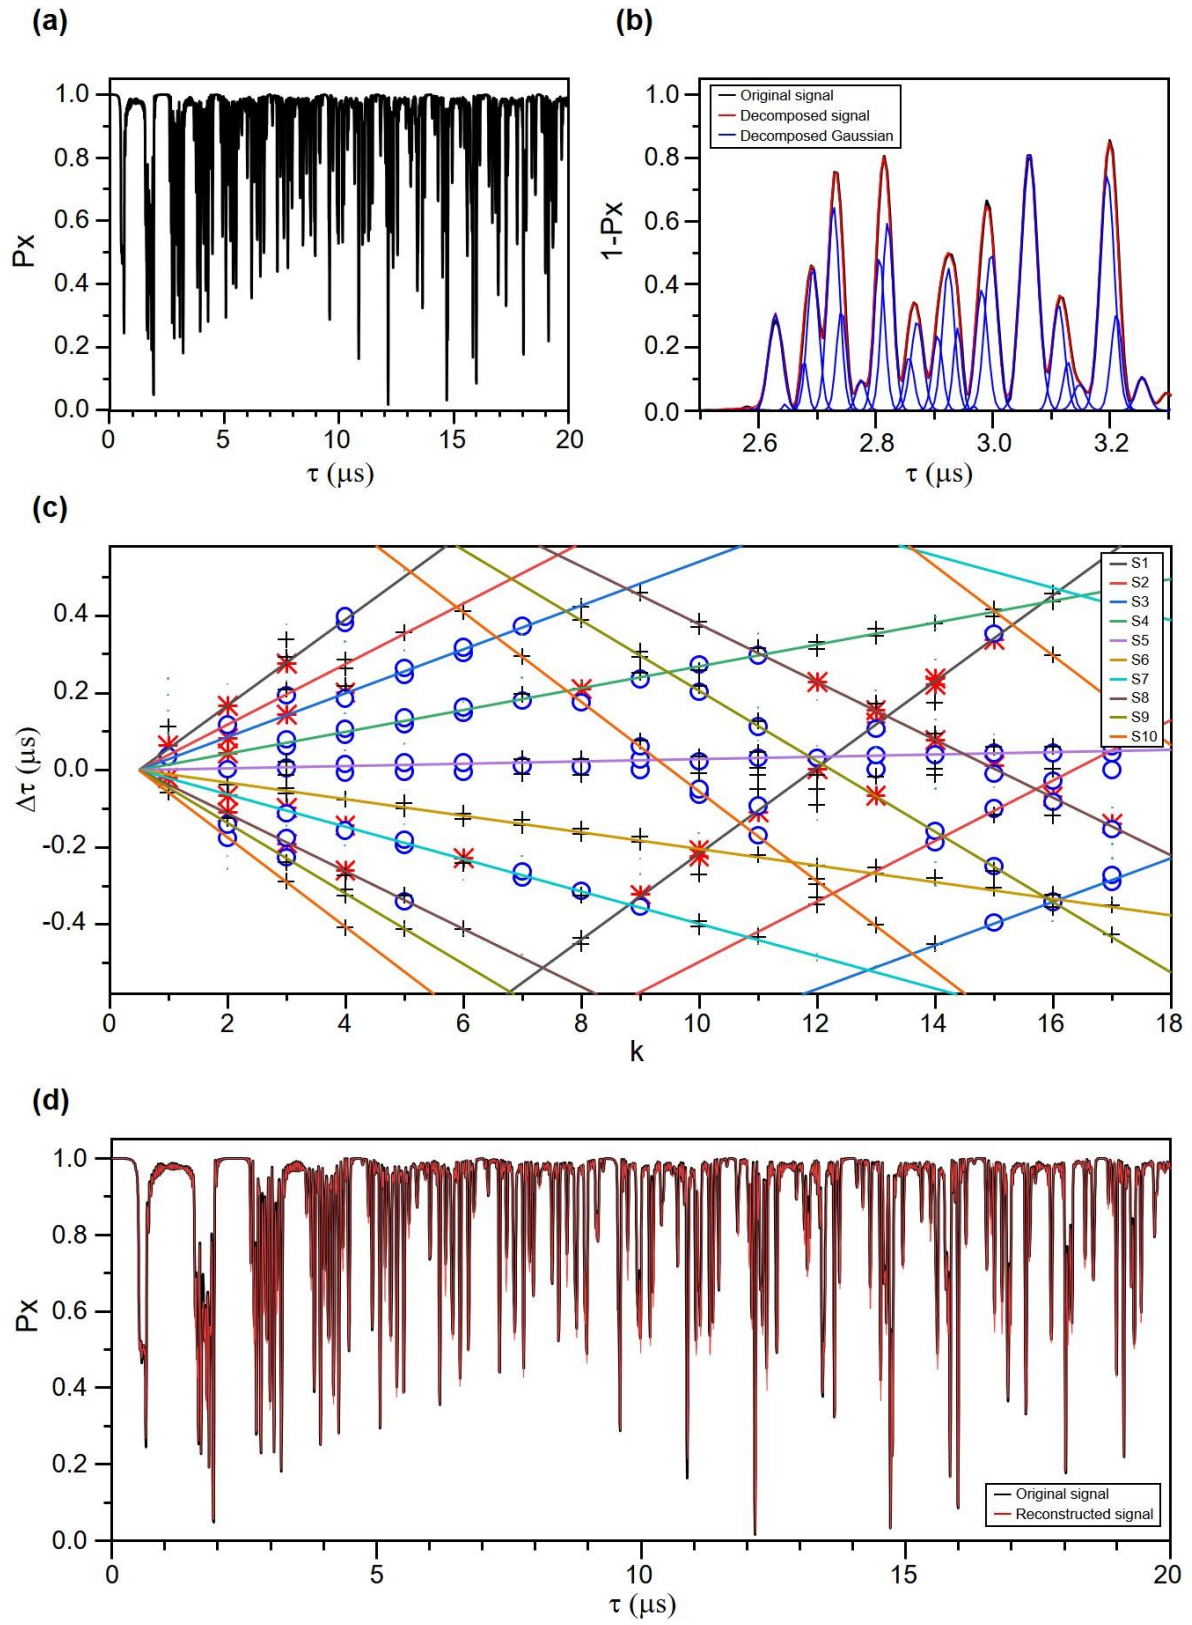 (a)
(b)
1.0
0.8
0.6
0.4
0.2
0.0
Px
0 5 10 15 20
τ (μs)
1.0
0.8
0.6
0.4
0.2
0.0
1-Px
Original signal
Decomposed signal
Decomposed Gaussian
2.6 2.8 3.0 3.2
τ (μs)
(c)
0.4
0.2
0.0
-0.2
-0.4
Δτ (μs)
S1
S2
S3
S4
S5
S6
S7
S8
S9
S10
0 2 4 6 8 10 12 14 16 18
k
(d)
1.0
0.8
0.6
0.4
0.2
0.0
Px
Original signal
Reconstructed signal
0 5 10 15 20
τ (μs)